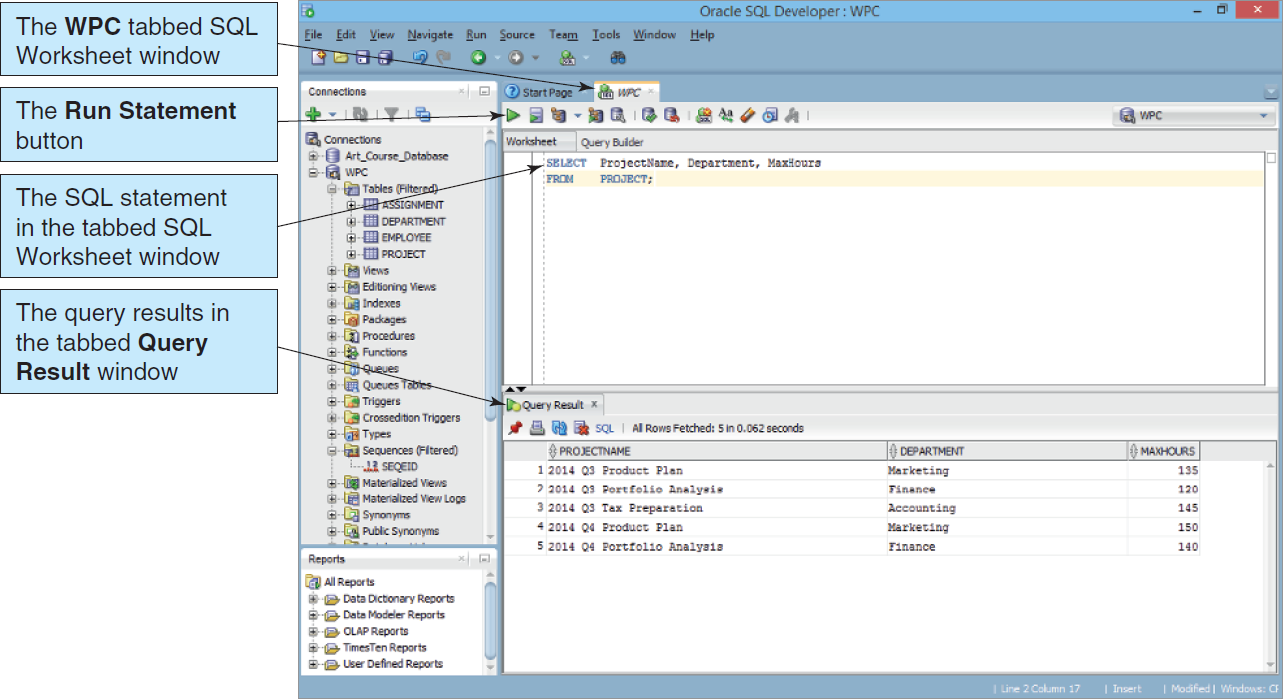 The WPC tabbed SQL
Worksheet window
The Run Statement
button
The SQL statement
in the tabbed SQL
Worksheet window
The query results in
the tabbed Query
Result window
Oracle SQL Developer : WPC
File Edit View Navigate Run Source Team Tools Window Help
Connections
Connections
Art_Course_Database
WPC
Tables (Filtered)
ASSIGNMENT
DEPARTMENT
EMPLOYEE
PROJECT
Views
Editioning Views
Indexes
Packages
Procedures
Functions
Queues
Queues Tables
Triggers
Crossedition Triggers
Types
Sequences (Filtered)
SEQEID
Materialized Views
Materialized View Logs
Synonyms
Public Synonyms
Reports
All Reports
Data Dictionary Reports
Data Modeler Reports
OLAP Reports
TimesTen Reports
User Defined Reports
Start Page WPC
WPC
Worksheet Query Builder
SELECT ProjectName, Department, MaxHours
FROM PROJECT;
Query Result x
SQL | All Rows Fetched: 5 in 0.062 seconds
PROJECTNAME DEPARTMENT MAXHOURS
1 2014 Q3 Product Plan Marketing 135
2 2014 Q3 Portfolio Analysis Finance 120
3 2014 Q3 Tax Preparation Accounting 145
4 2014 Q4 Product Plan Marketing 150
5 2014 Q4 Portfolio Analysis Finance 140
| Line 2 Column 17 | Insert | Modified | Windows: CF